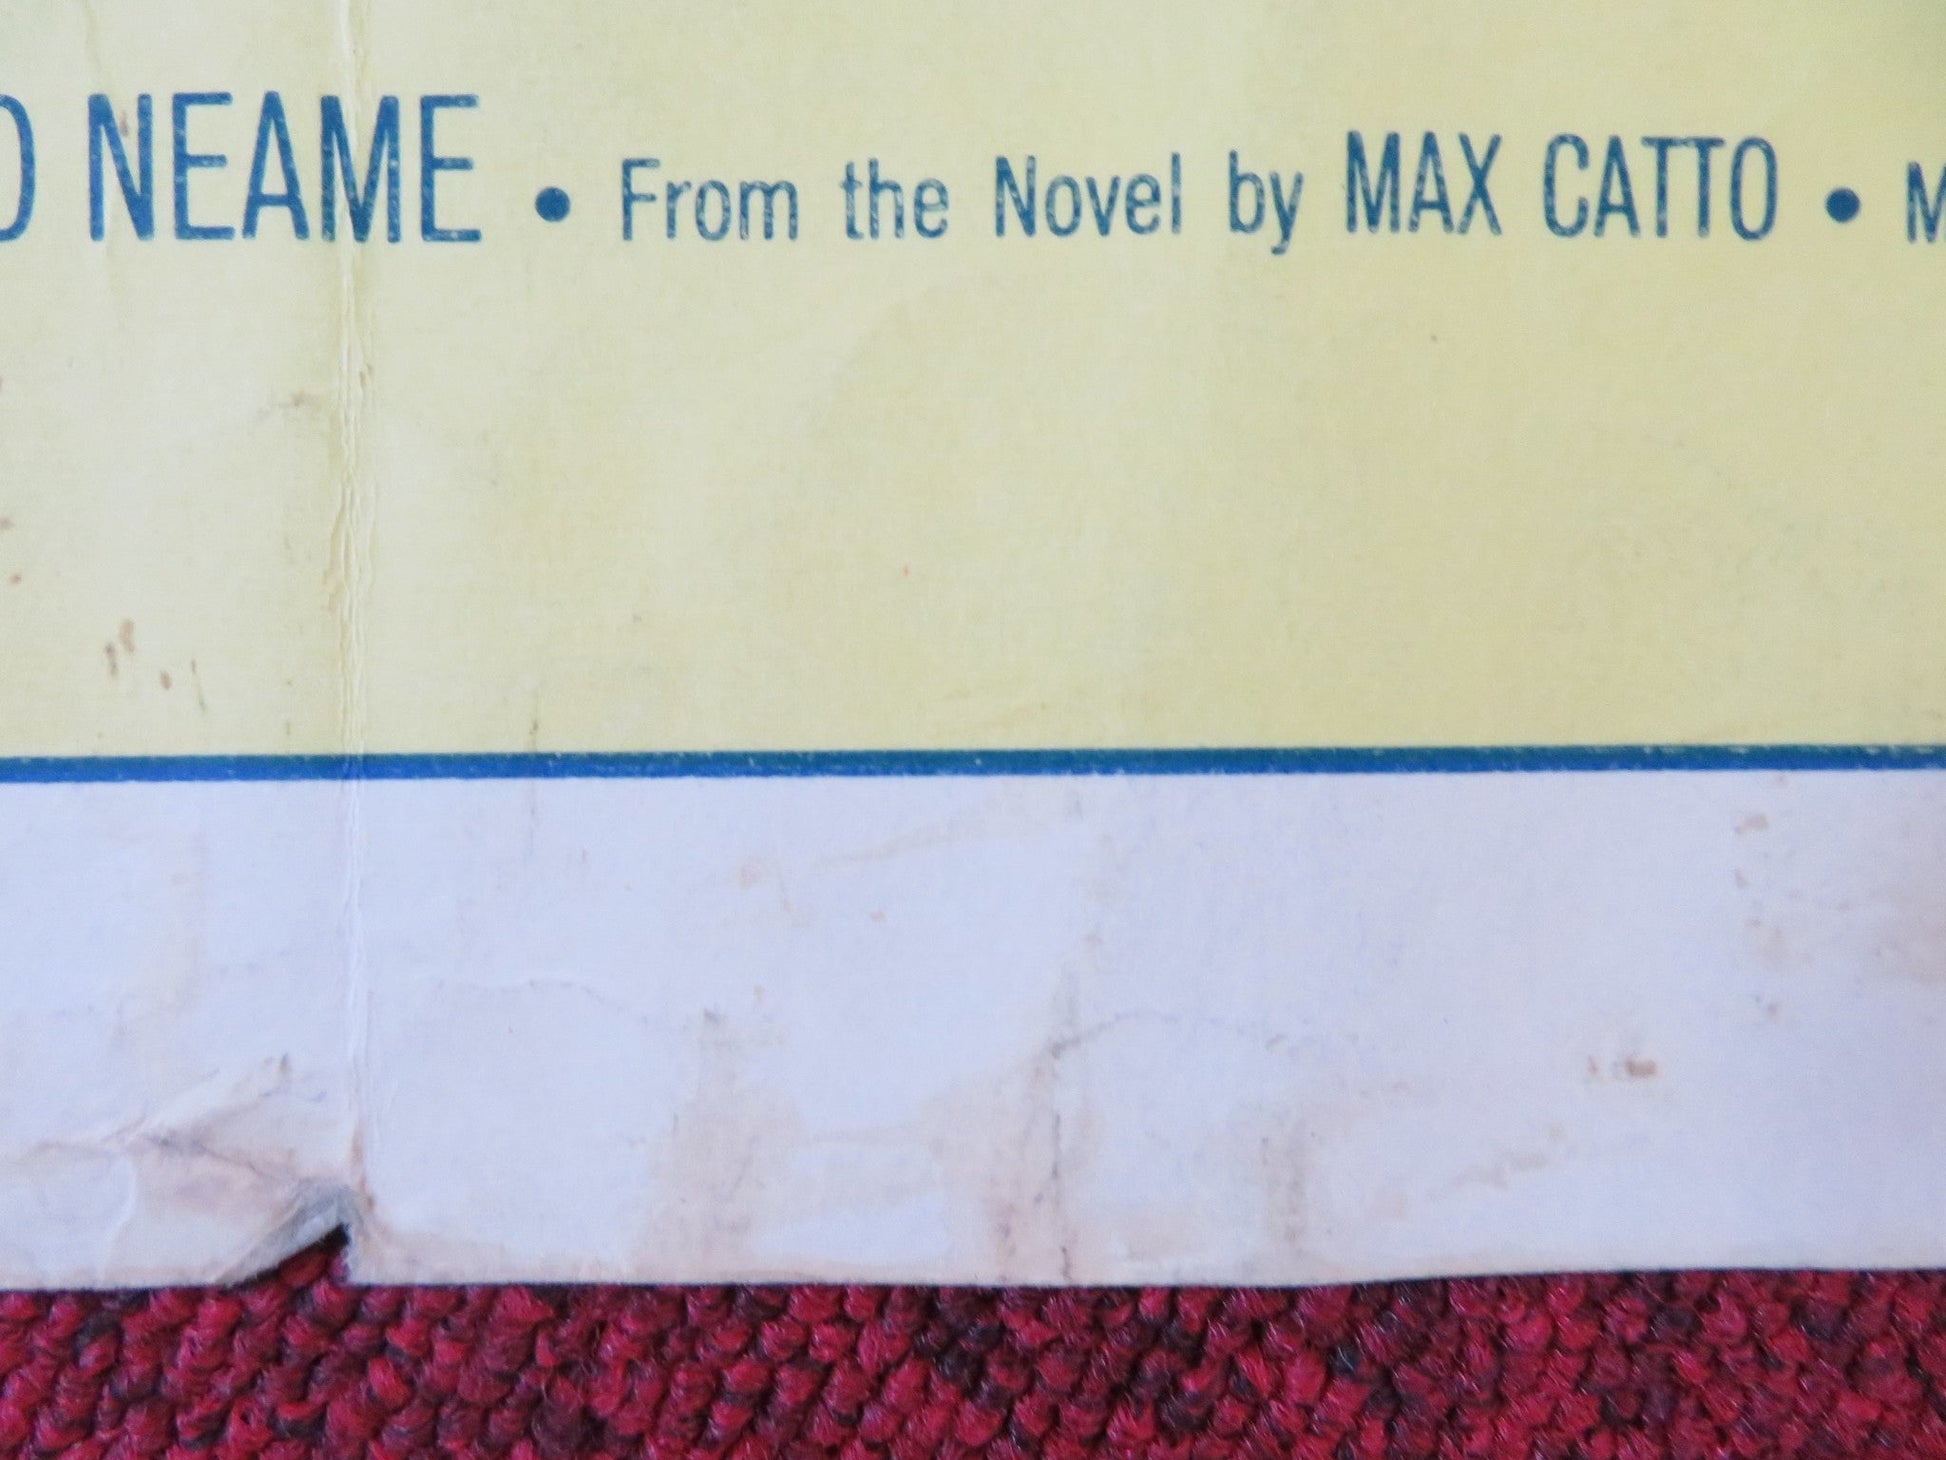 D NEAME • From the Novel by MAX CATTO • M